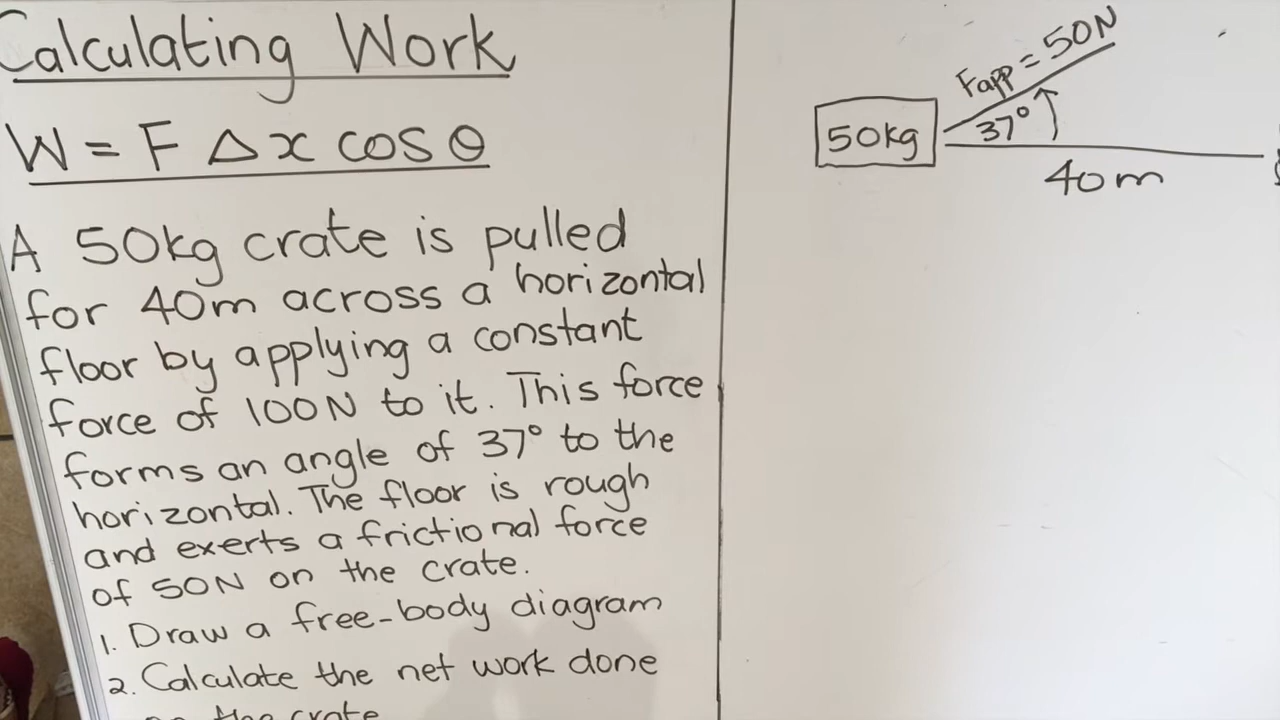 Calculating Work
W = F Δx cosθ
A 50kg crate is pulled
for 40m across a horizontal
floor by applying a constant
force of 100N to it. This force
forms an angle of 37° to the
horizontal. The floor is rough
and exerts a frictional force
of 50N on the crate.
1. Draw a free-body diagram
2. Calculate the net work done
the crate
Fapp = 50N
37°
50kg
40m